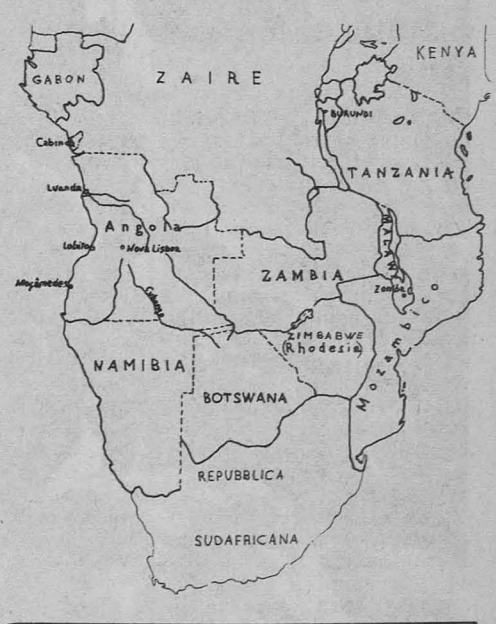 KENYA
GABON
ZAIRE
BURUNDI
Cabinda
TANZANIA
Luanda
MALAWI
Angola
Lobito
Nova Lisboa
ZAMBIA
Moçâmedes
Zomba
Cubango
ZIMBABWE
(Rhodesia)
Mozambico
NAMIBIA
BOTSWANA
REPUBBLICA
SUDAFRICANA